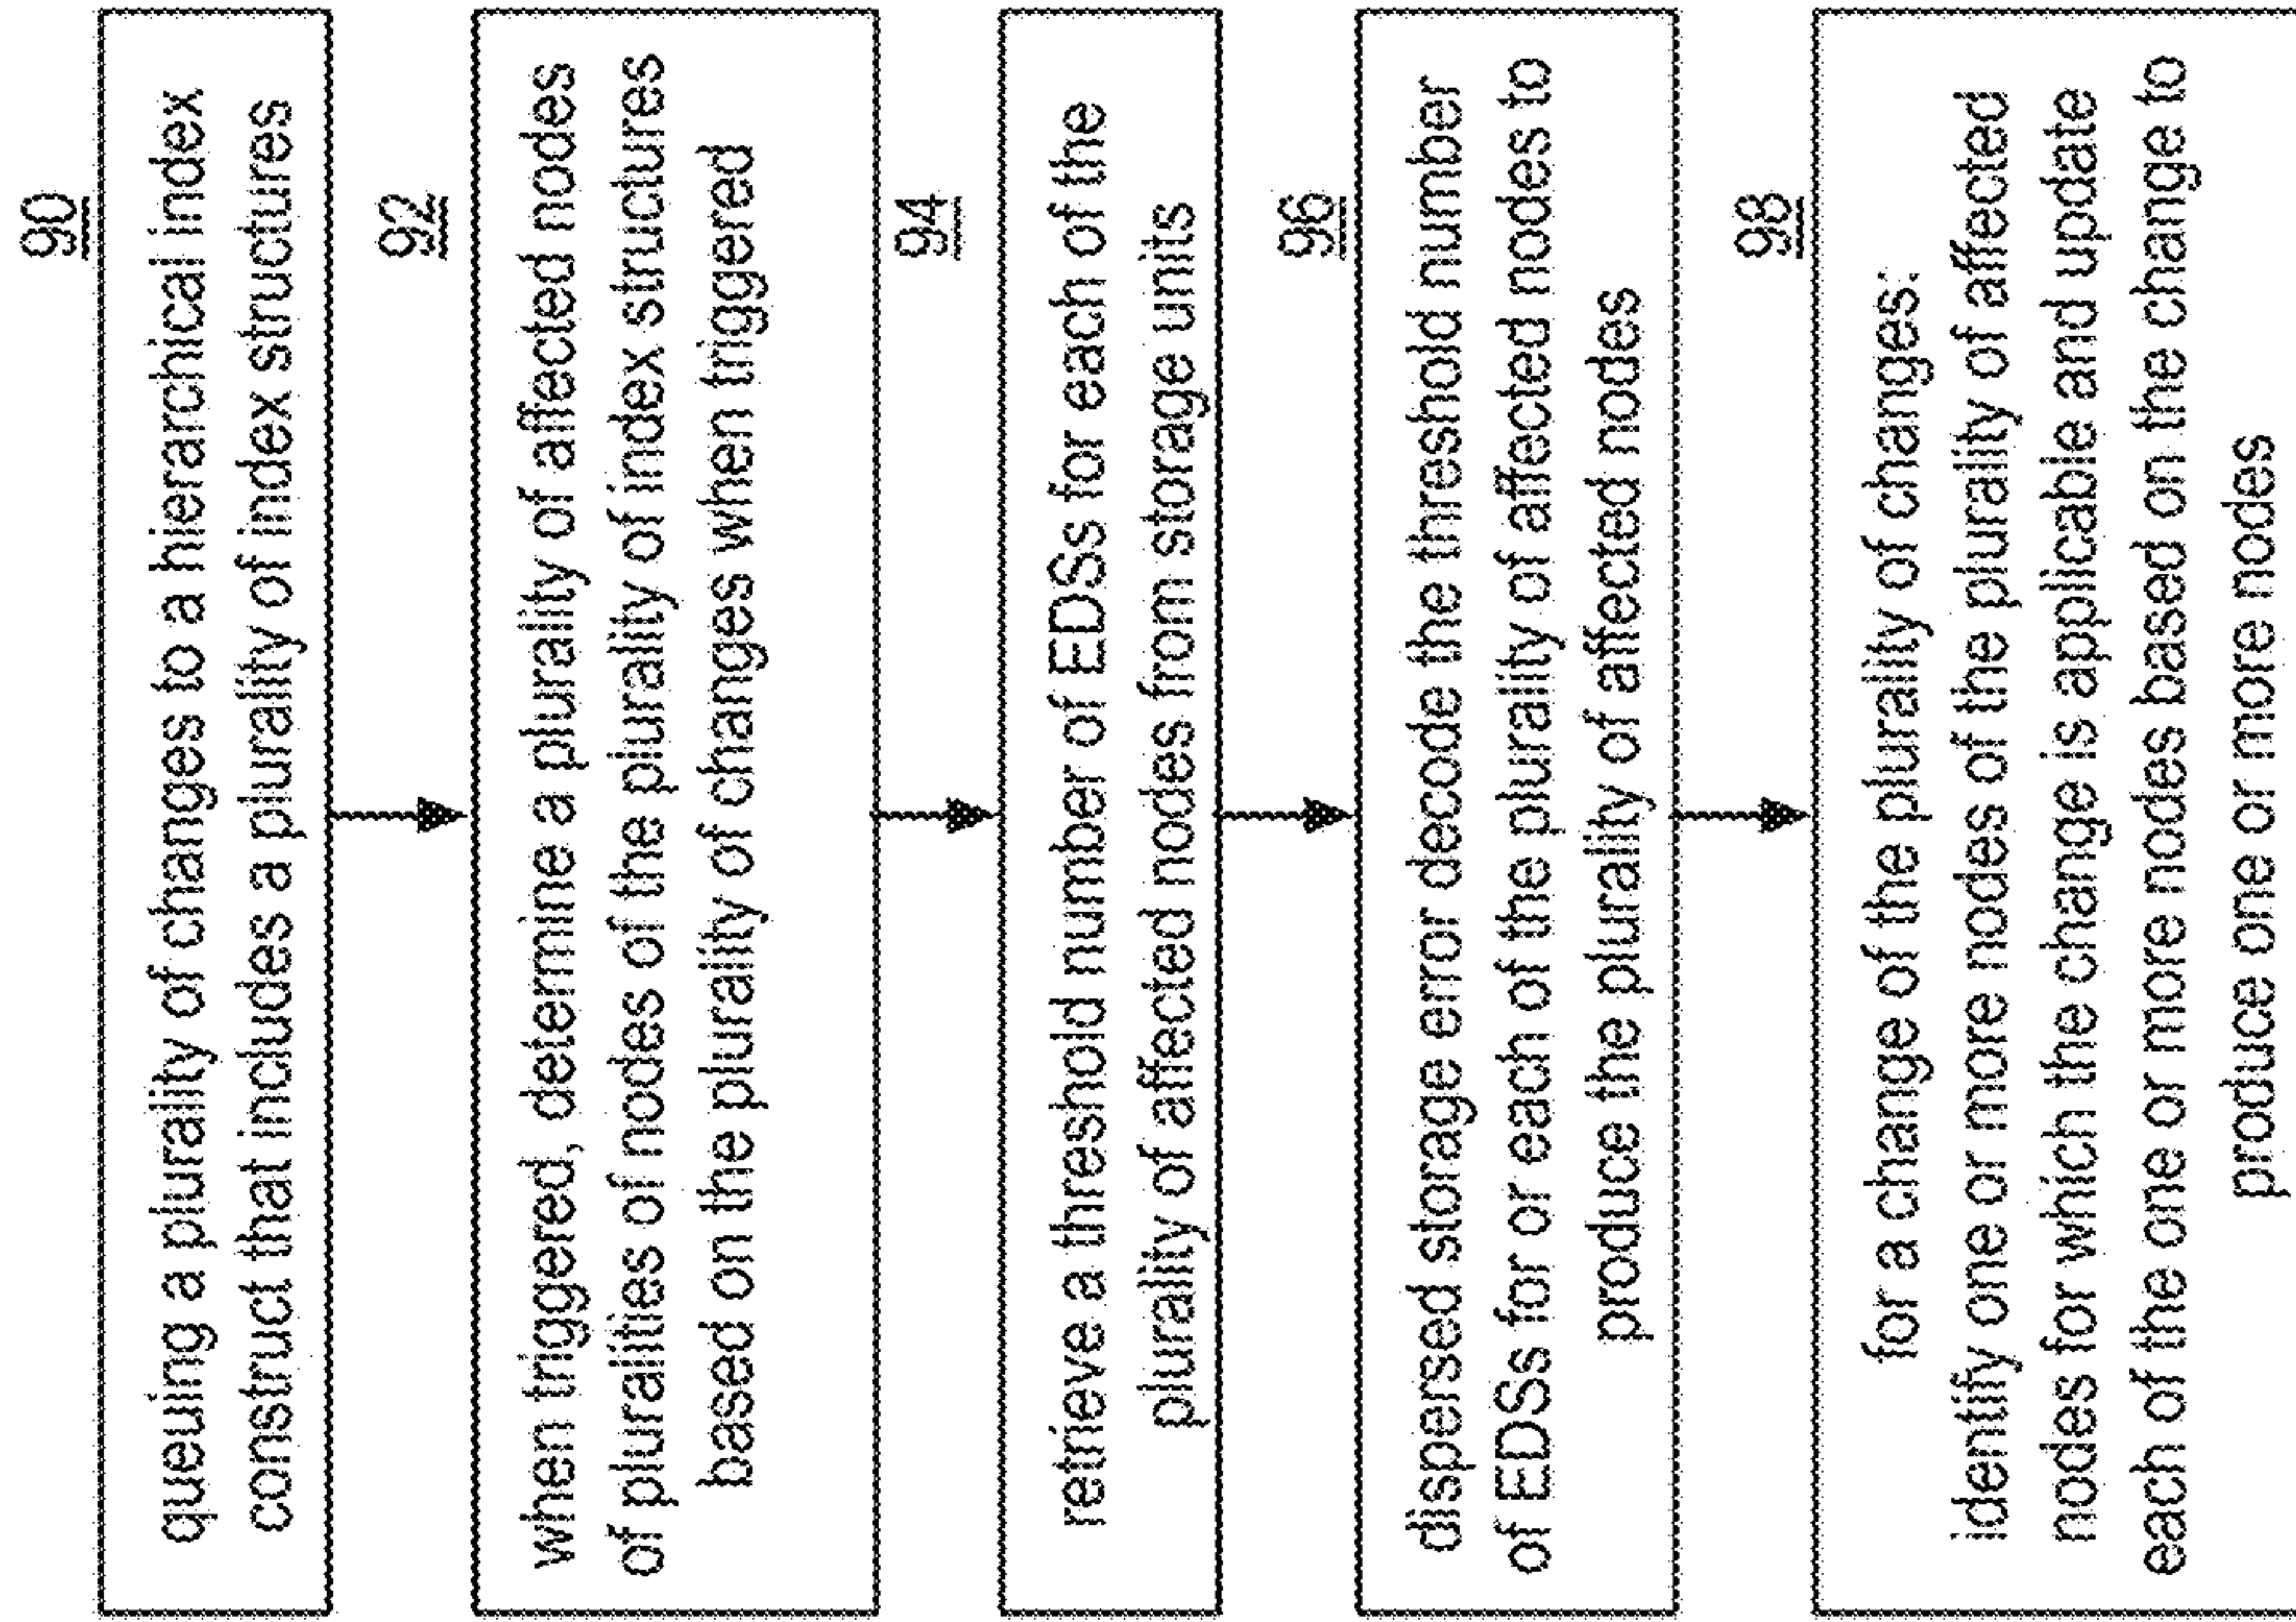 90
queuing a plurality of changes to a hierarchical index
construct that includes a plurality of index structures
92
when triggered, determine a plurality of affected nodes
of pluralities of nodes of the plurality of index structures
based on the plurality of changes when triggered
94
retrieve a threshold number of EDSs for each of the
plurality of affected nodes from storage units
96
dispersed storage error decode the threshold number
of EDSs for or each of the plurality of affected nodes to
produce the plurality of affected nodes
98
for a change of the plurality of changes:
identify one or more nodes of the plurality of affected
nodes for which the change is applicable and update
each of the one or more nodes based on the change to
produce one or more nodes